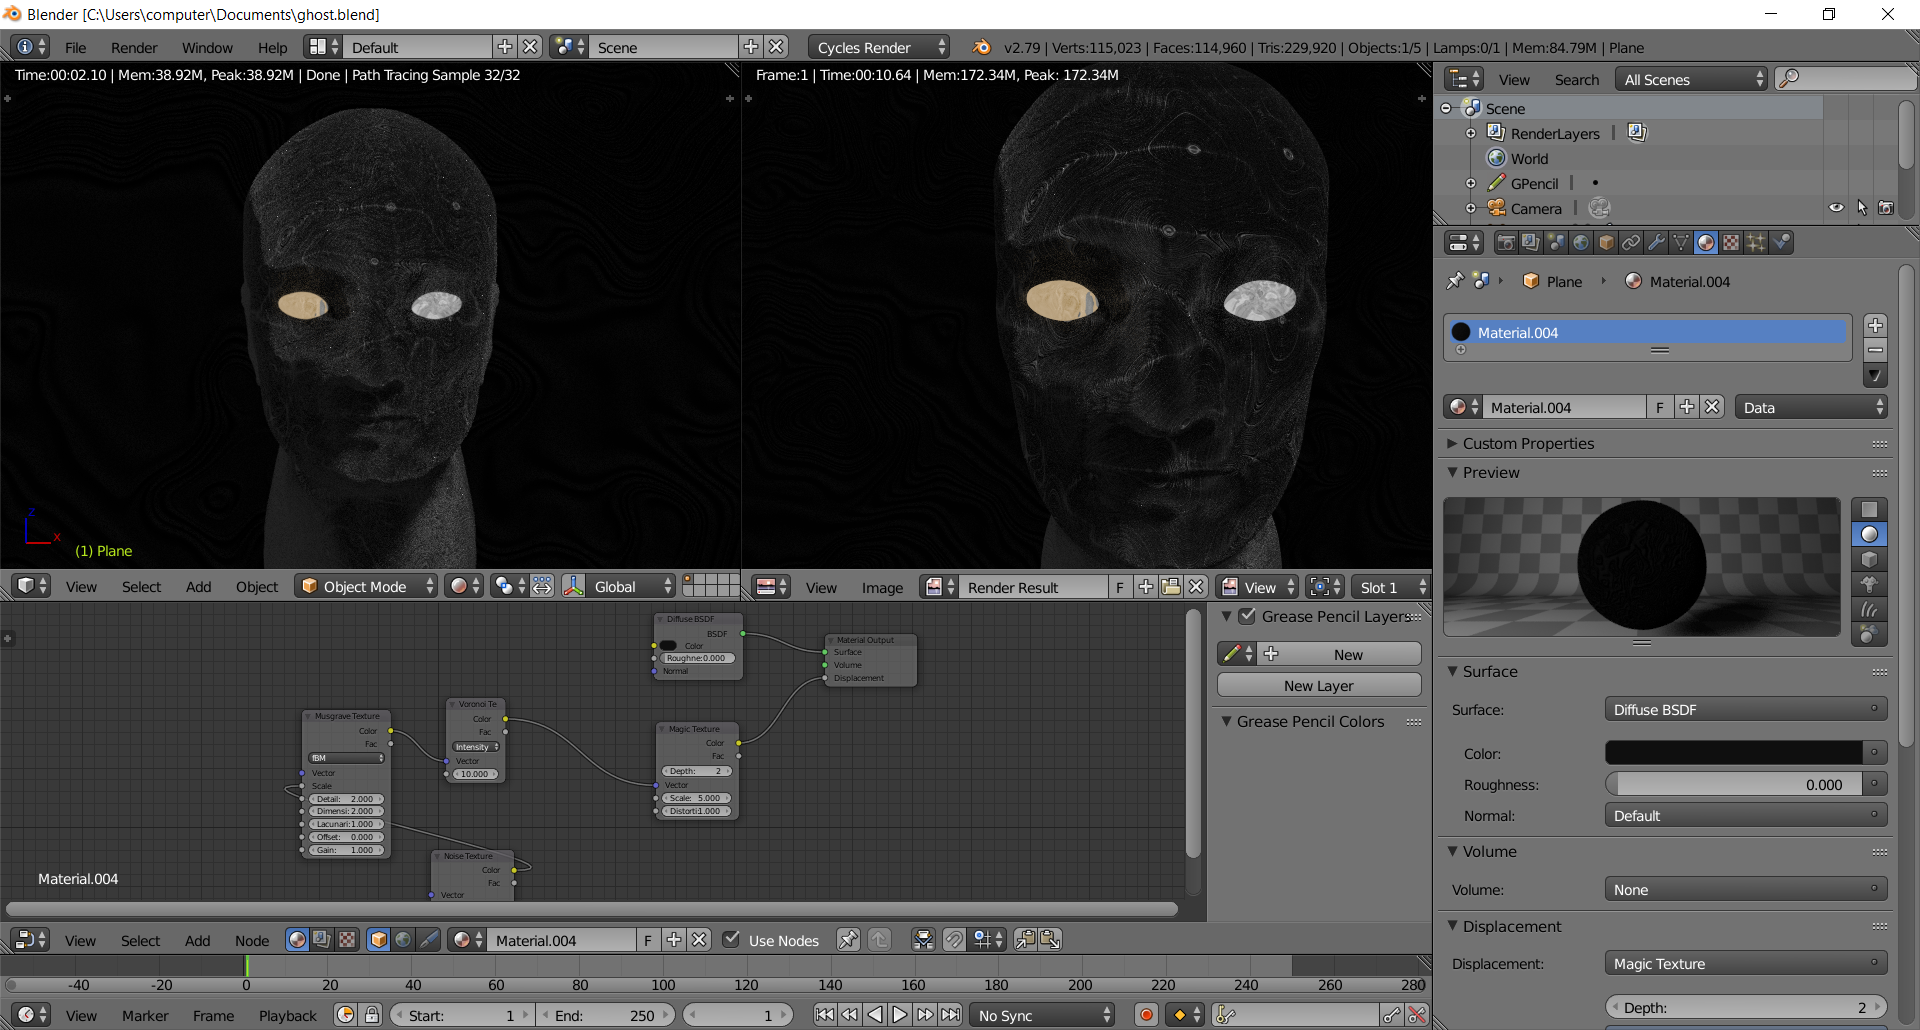 Blender [C:\Users\computer\Documents\ghost.blend]
File Render Window Help Default Scene Cycles Render v2.79 | Verts:115,023 | Faces:114,960 | Tris:229,920 | Objects:1/5 | Lamps:0/1 | Mem:84.79M | Plane
Time:00:02.10 | Mem:38.92M, Peak:38.92M | Done | Path Tracing Sample 32/32
z
x
(1) Plane
View Select Add Object Object Mode Global
Frame:1 | Time:00:10.64 | Mem:172.34M, Peak: 172.34M
View Image Render Result F View Slot 1
Diffuse BSDF
BSDF
Color
Roughne:0.000
Normal
Material Output
Surface
Volume
Displacement
Musgrave Texture
Color
Fac
fBM
Vector
Scale
Detail: 2.000
Dimensi:2.000
Lacunari:1.000
Offset: 0.000
Gain: 1.000
Voronoi Te
Color
Fac
Intensity
Vector
10.000
Magic Texture
Color
Fac
Depth: 2
Vector
Scale: 5.000
Distorti:1.000
Noise Texture
Color
Fac
Vector
Material.004
Grease Pencil Layers
New
New Layer
Grease Pencil Colors
View Select Add Node Material.004 F Use Nodes
-40 -20 0 20 40 60 80 100 120 140 160 180 200 220 240 260 280
View Marker Frame Playback Start: 1 End: 250 1 No Sync
View Search All Scenes
Scene
RenderLayers |
World
GPencil |
Camera |
Plane Material.004
Material.004
Material.004 F Data
Custom Properties
Preview
Surface
Surface: Diffuse BSDF
Color:
Roughness: 0.000
Normal: Default
Volume
Volume: None
Displacement
Displacement: Magic Texture
Depth: 2